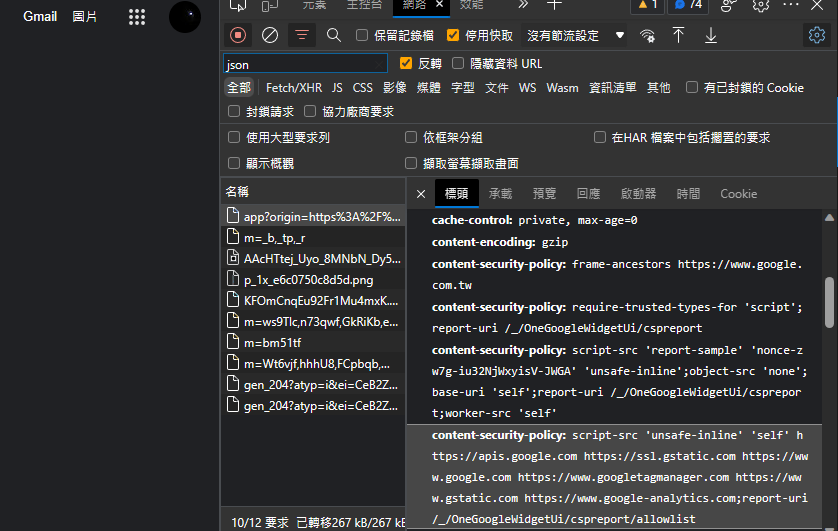 Gmail 圖片
元素 主控台 網路 × 效能 » + 1 74
保留記錄檔 停用快取 沒有節流設定
json 反轉 隱藏資料 URL
全部 Fetch/XHR JS CSS 影像 媒體 字型 文件 WS Wasm 資訊清單 其他 有已封鎖的 Cookie
封鎖請求 協力廠商要求
使用大型要求列 依框架分組 在HAR 檔案中包括擱置的要求
顯示概觀 擷取螢幕擷取畫面
名稱
app?origin=https%3A%2F%...
m=_b,_tp,_r
AAcHTtej_Uyo_8MNbN_Dy5...
p_1x_e6c0750c8d5d.png
KFOmCnqEu92Fr1Mu4mxK....
m=ws9Tlc,n73qwf,GkRiKb,e...
m=bm51tf
m=Wt6vjf,hhhU8,FCpbqb,...
gen_204?atyp=i&ei=CeB2Z...
gen_204?atyp=i&ei=CeB2Z...
10/12 要求 已轉移267 kB/267 kB
× 標頭 承載 預覽 回應 啟動器 時間 Cookie
cache-control: private, max-age=0
content-encoding: gzip
content-security-policy: frame-ancestors https://www.google.
com.tw
content-security-policy: require-trusted-types-for 'script';
report-uri /_/OneGoogleWidgetUi/cspreport
content-security-policy: script-src 'report-sample' 'nonce-z
w7g-iu32NjWxyisV-JWGA' 'unsafe-inline';object-src 'none';
base-uri 'self';report-uri /_/OneGoogleWidgetUi/csprepor
t;worker-src 'self'
content-security-policy: script-src 'unsafe-inline' 'self' h
ttps://apis.google.com https://ssl.gstatic.com https://ww
w.google.com https://www.googletagmanager.com https://ww
w.gstatic.com https://www.google-analytics.com;report-uri
/_/OneGoogleWidgetUi/cspreport/allowlist